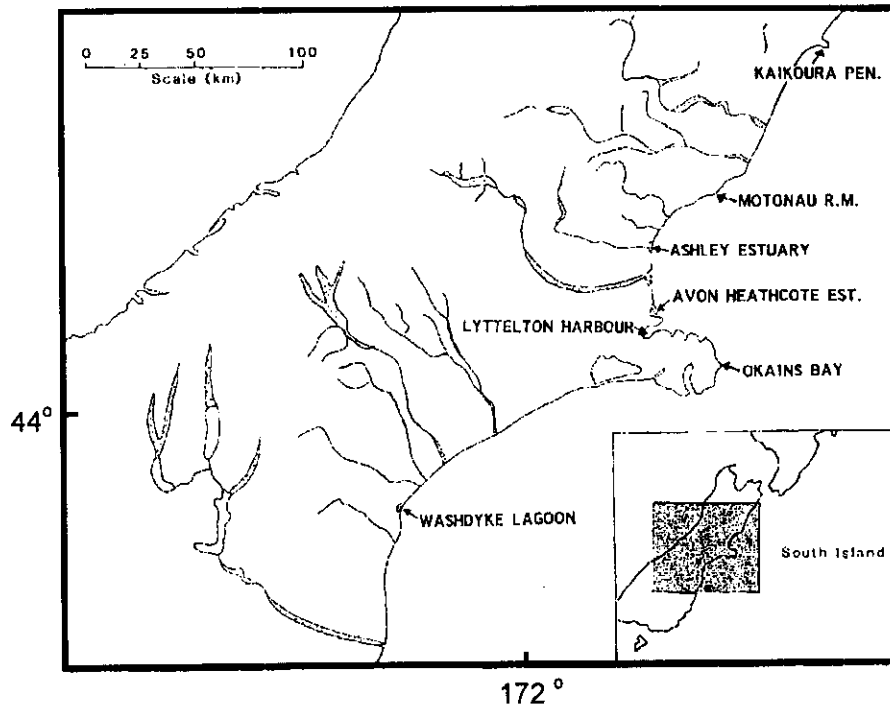 0 25 50 100
Scale (km)
KAIKOURA PEN.
MOTONAU R.M.
ASHLEY ESTUARY
AVON HEATHCOTE EST.
LYTTELTON HARBOUR
OKAINS BAY
44°
WASHDYKE LAGOON
South Island
172°